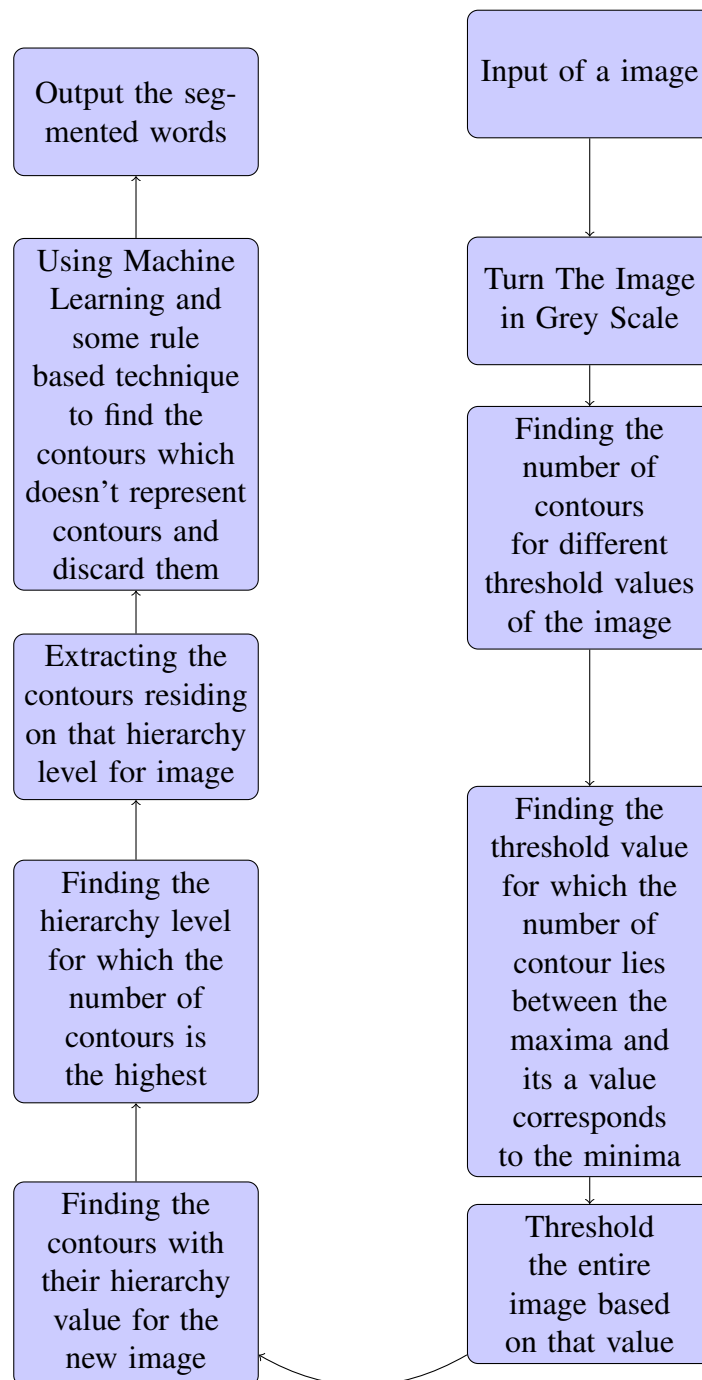 Input of a image
Turn The Image
in Grey Scale
Finding the
number of
contours
for different
threshold values
of the image
Finding the
threshold value
for which the
number of
contour lies
between the
maxima and
its a value
corresponds
to the minima
Threshold
the entire
image based
on that value
Finding the
contours with
their hierarchy
value for the
new image
Finding the
hierarchy level
for which the
number of
contours is
the highest
Extracting the
contours residing
on that hierarchy
level for image
Using Machine
Learning and
some rule
based technique
to find the
contours which
doesn't represent
contours and
discard them
Output the seg-
mented words